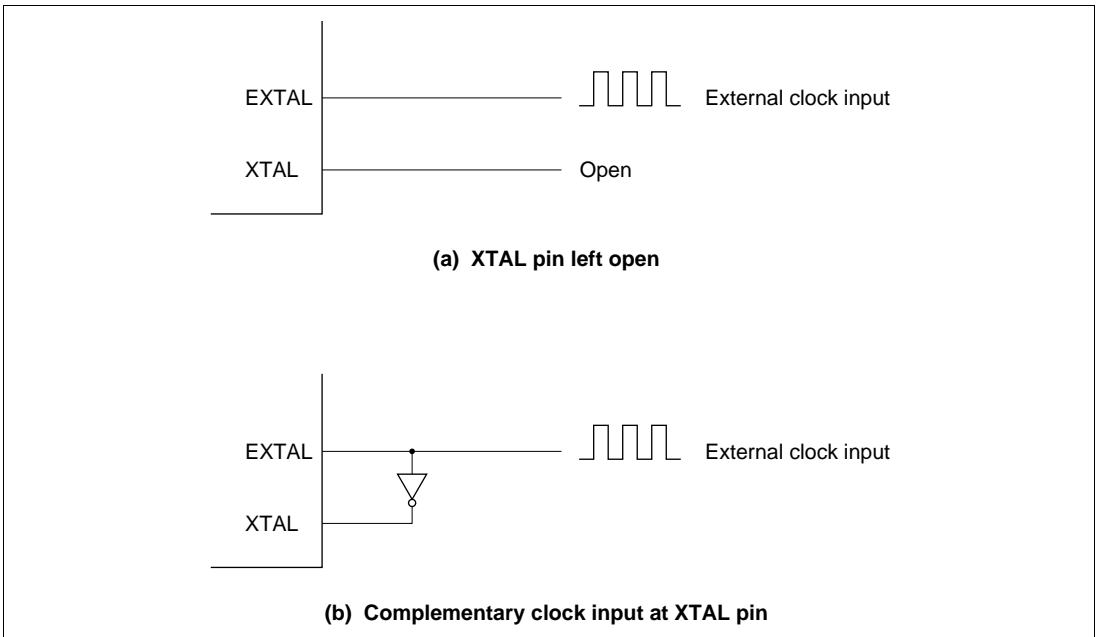 EXTAL External clock input
XTAL Open
(a) XTAL pin left open
EXTAL External clock input
XTAL
(b) Complementary clock input at XTAL pin